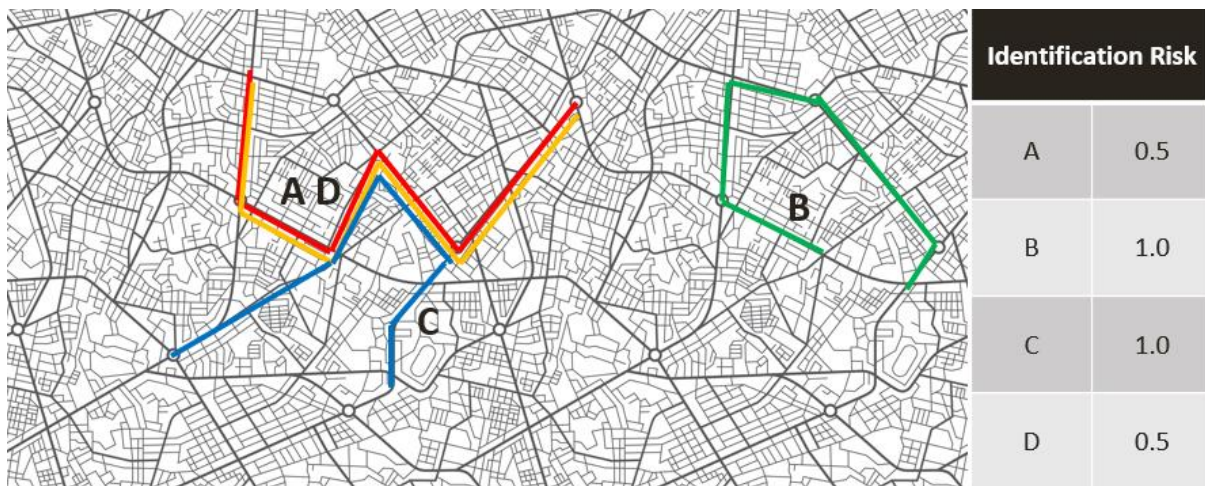 A D
B
C
Identification Risk
A 0.5
B 1.0
C 1.0
D 0.5